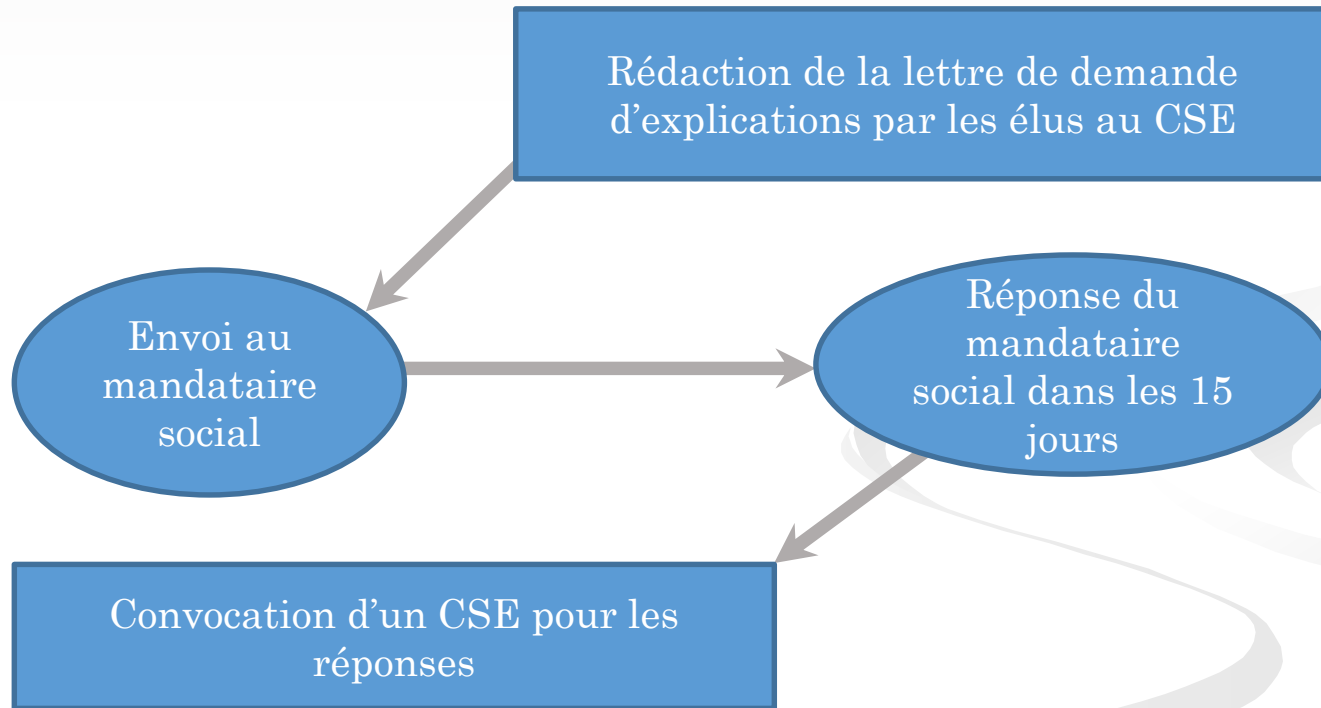 Rédaction de la lettre de demande
d’explications par les élus au CSE
Envoi au
mandataire
social
Réponse du
mandataire
social dans les 15
jours
Convocation d’un CSE pour les
réponses